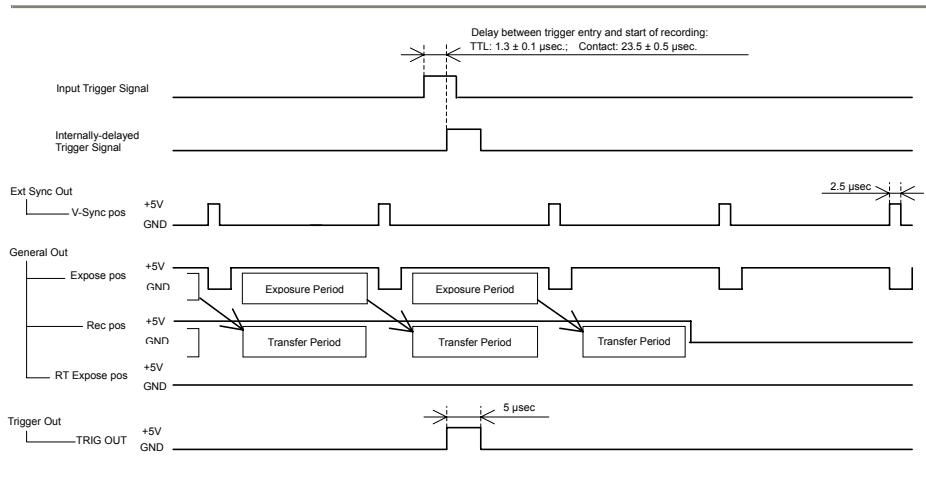 Delay between trigger entry and start of recording:
TTL: 1.3 ± 0.1 µsec.; Contact: 23.5 ± 0.5 µsec.
Input Trigger Signal
Internally-delayed
Trigger Signal
Ext Sync Out
2.5 µsec
V-Sync pos
+5V
GND
General Out
Expose pos
+5V
GND
Exposure Period
Exposure Period
Rec pos
+5V
GND
Transfer Period
Transfer Period
Transfer Period
RT Expose pos
+5V
GND
5 µsec
Trigger Out
TRIG OUT
+5V
GND